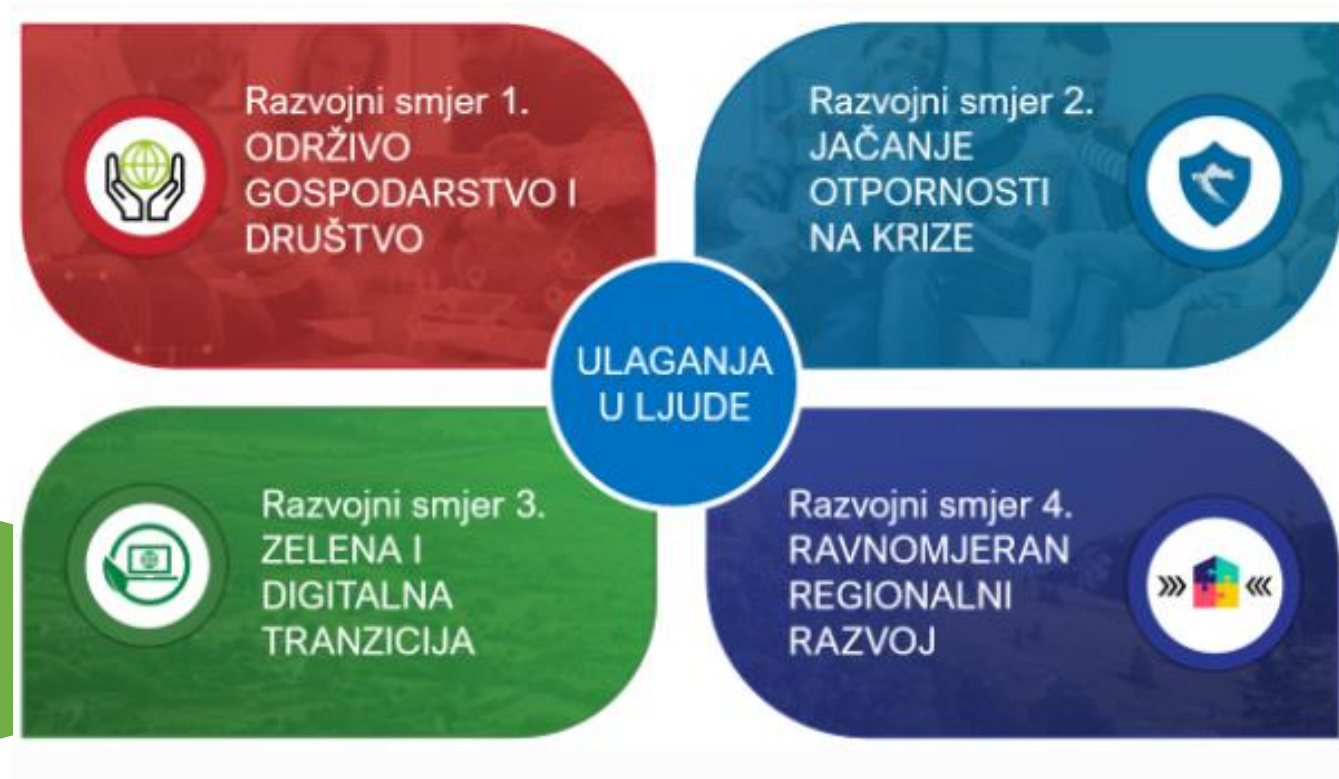 Razvojni smjer 1.
ODRŽIVO
GOSPODARSTVO I
DRUŠTVO
Razvojni smjer 2.
JAČANJE
OTPORNOSTI
NA KRIZE
ULAGANJA
U LJUDE
Razvojni smjer 3.
ZELENA I
DIGITALNA
TRANZICIJA
Razvojni smjer 4.
RAVNOMJERAN
REGIONALNI
RAZVOJ